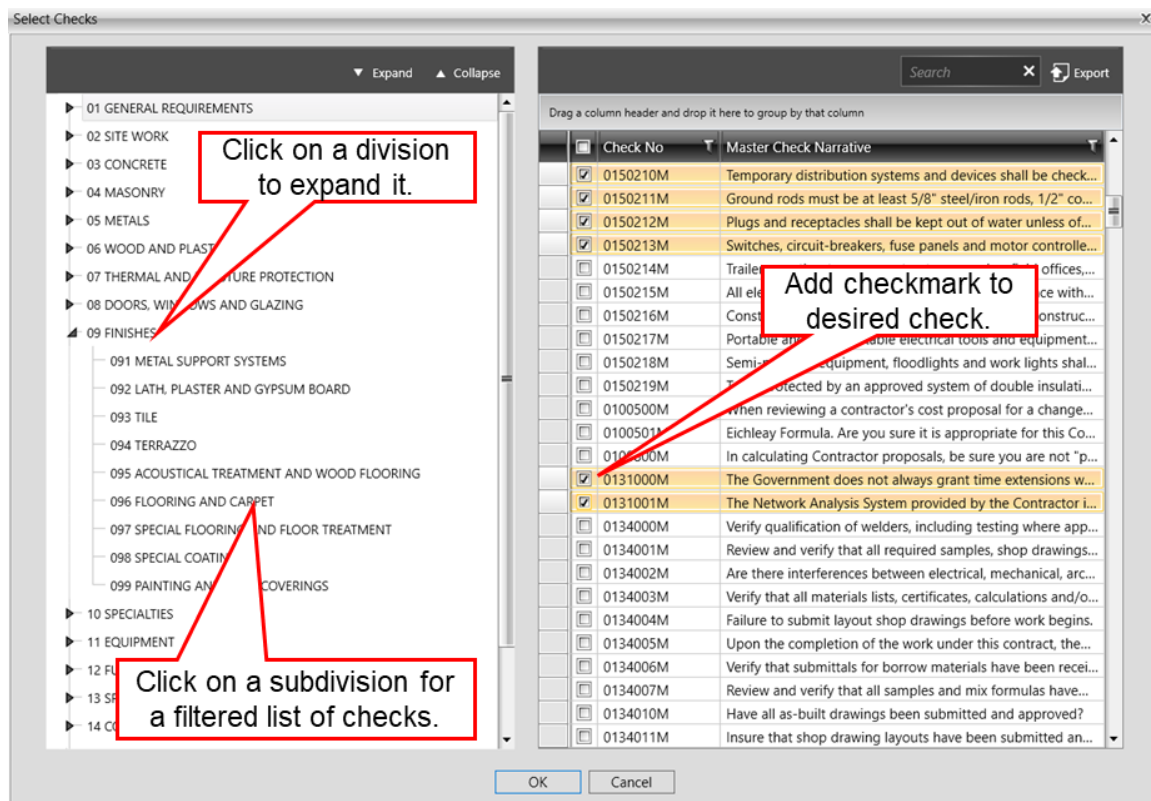 Select Checks
X
Expand
Collapse
Search
Export
01 GENERAL REQUIREMENTS
02 SITE WORK
03 CONCRETE
04 MASONRY
05 METALS
06 WOOD AND PLAST
07 THERMAL AND TURE PROTECTION
08 DOORS, WIN WS AND GLAZING
09 FINISHES
091 METAL SUPPORT SYSTEMS
092 LATH, PLASTER AND GYPSUM BOARD
093 TILE
094 TERRAZZO
095 ACOUSTICAL TREATMENT AND WOOD FLOORING
096 FLOORING AND CARPET
097 SPECIAL FLOORING ND FLOOR TREATMENT
098 SPECIAL COATIN
099 PAINTING AN COVERINGS
10 SPECIALTIES
11 EQUIPMENT
12 FU
13 SP
14 CO
Click on a division
to expand it.
Click on a subdivision for
a filtered list of checks.
Drag a column header and drop it here to group by that column
Check No Master Check Narrative
0150210M Temporary distribution systems and devices shall be check...
0150211M Ground rods must be at least 5/8" steel/iron rods, 1/2" co...
0150212M Plugs and receptacles shall be kept out of water unless of...
0150213M Switches, circuit-breakers, fuse panels and motor controlle...
0150214M Trailer offices,...
0150215M All ele ce with...
0150216M Const onstruc...
0150217M Portable an able electrical tools and equipment...
0150218M Semi- quipment, floodlights and work lights shal...
0150219M T otected by an approved system of double insulati...
0100500M When reviewing a contractor's cost proposal for a change...
0100501M Eichleay Formula. Are you sure it is appropriate for this Co...
In calculating Contractor proposals, be sure you are not "p...
0131000M The Government does not always grant time extensions w...
0131001M The Network Analysis System provided by the Contractor i...
0134000M Verify qualification of welders, including testing where app...
0134001M Review and verify that all required samples, shop drawings...
0134002M Are there interferences between electrical, mechanical, arc...
0134003M Verify that all materials lists, certificates, calculations and/o...
0134004M Failure to submit layout shop drawings before work begins.
0134005M Upon the completion of the work under this contract, the...
0134006M Verify that submittals for borrow materials have been recei...
0134007M Review and verify that all samples and mix formulas have...
0134010M Have all as-built drawings been submitted and approved?
0134011M Insure that shop drawing layouts have been submitted an...
Add checkmark to
desired check.
OK
Cancel